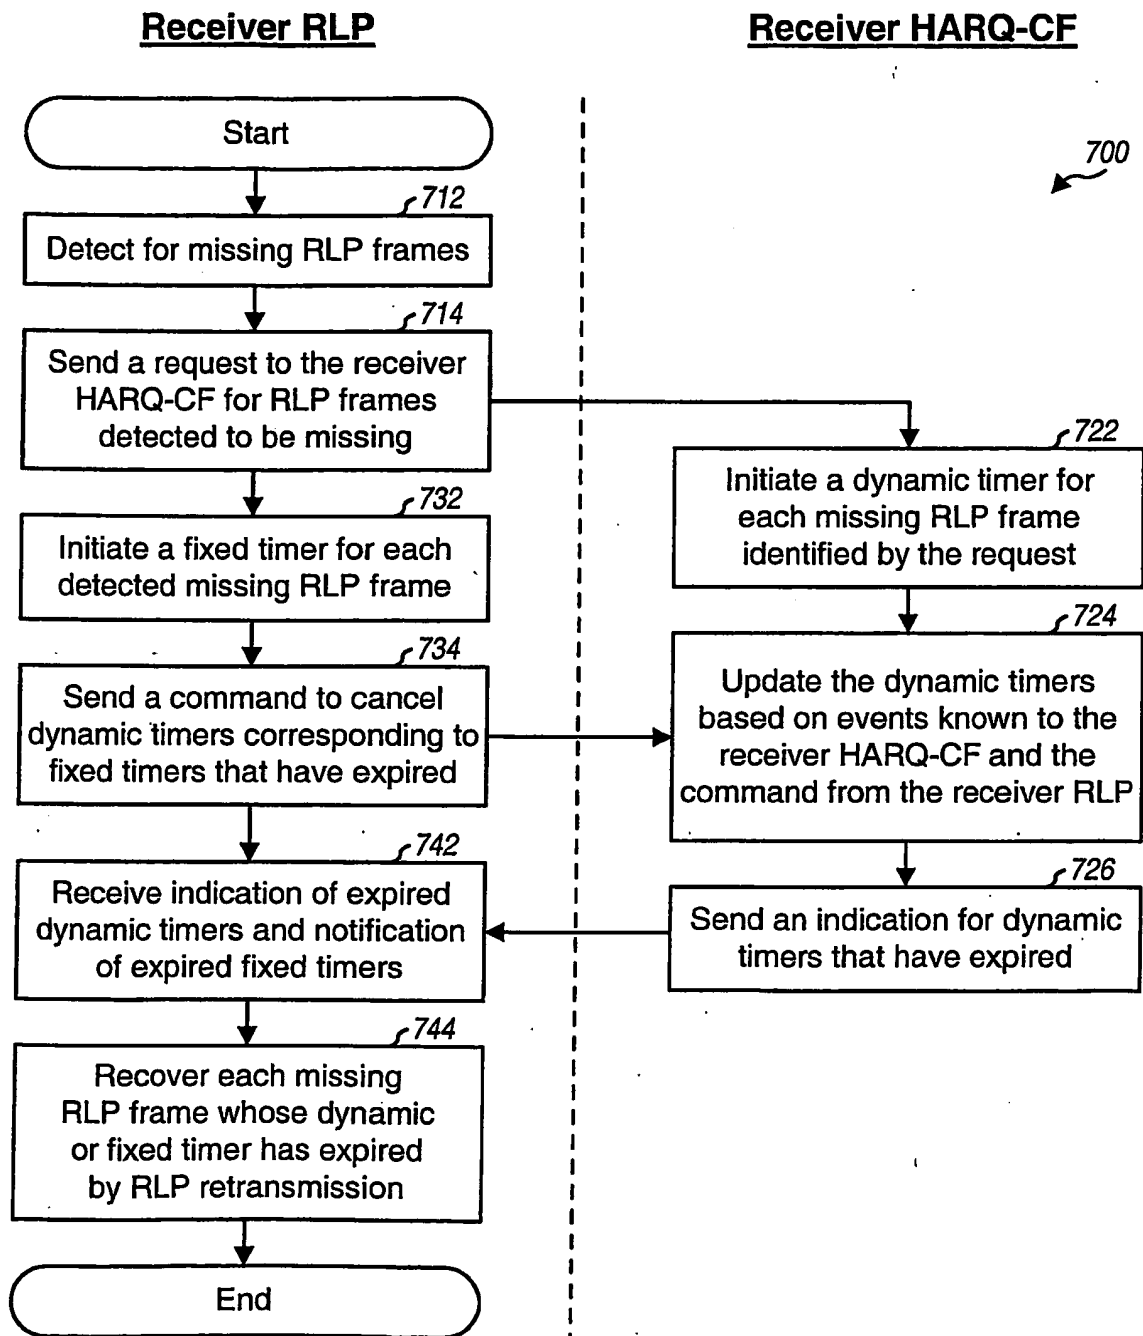 Receiver RLP
Receiver HARQ-CF
Start
700
712
Detect for missing RLP frames
714
Send a request to the receiver
HARQ-CF for RLP frames
detected to be missing
722
Initiate a dynamic timer for
each missing RLP frame
identified by the request
732
Initiate a fixed timer for each
detected missing RLP frame
724
Update the dynamic timers
based on events known to the
receiver HARQ-CF and the
command from the receiver RLP
734
Send a command to cancel
dynamic timers corresponding to
fixed timers that have expired
742
Receive indication of expired
dynamic timers and notification
of expired fixed timers
726
Send an indication for dynamic
timers that have expired
744
Recover each missing
RLP frame whose dynamic
or fixed timer has expired
by RLP retransmission
End